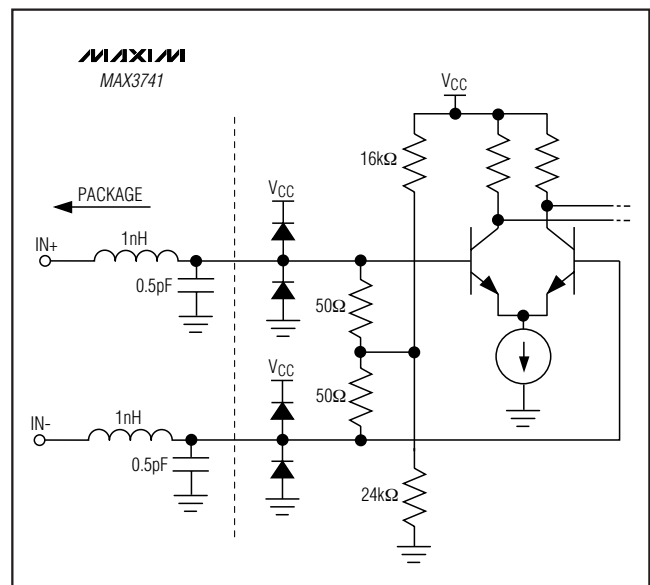 MAXIM
MAX3741
VCC
16kΩ
PACKAGE
VCC
IN+
1nH
0.5pF
50Ω
VCC
50Ω
IN-
1nH
0.5pF
24kΩ